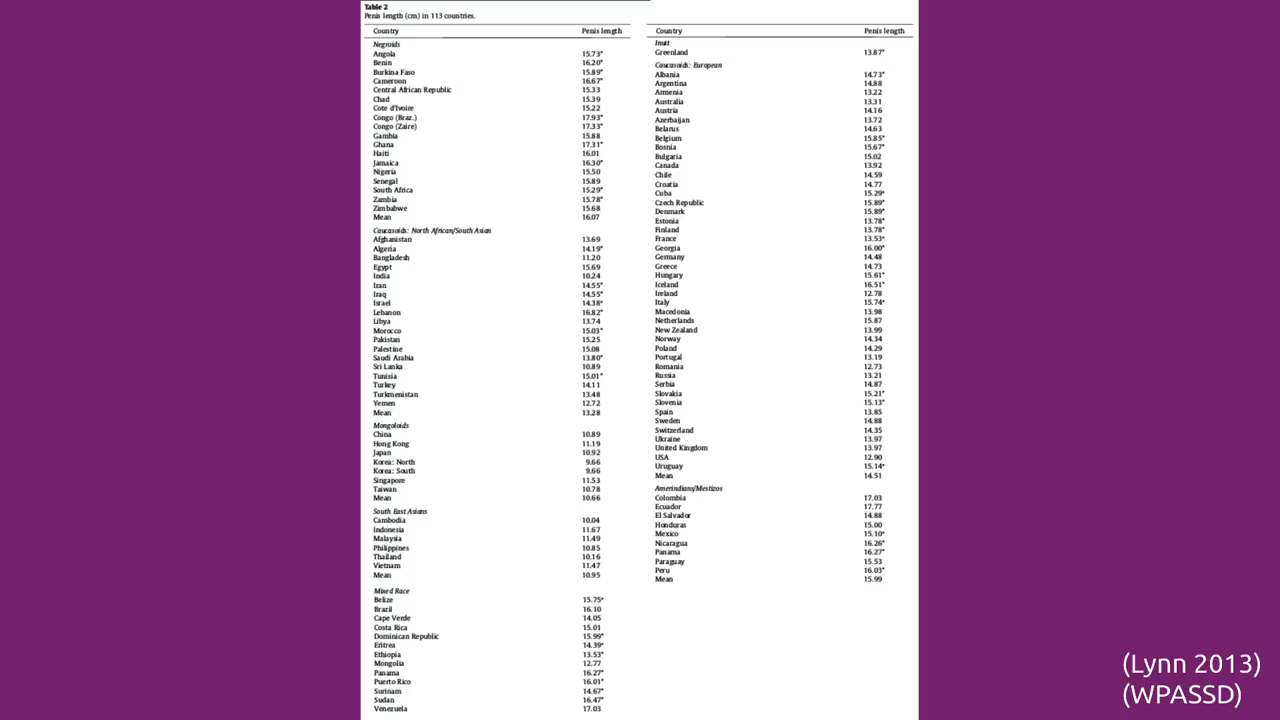 Table 2
Penis length (cm) in 113 countries.
Country Penis length
Negroids
Angola 15.73*
Benin 16.20*
Burkina Faso 15.89*
Cameroon 16.67*
Central African Republic 15.33
Chad 15.39
Cote d'Ivoire 15.22
Congo (Braz.) 17.93*
Congo (Zaire) 17.33*
Gambia 15.88
Ghana 17.31*
Haiti 16.01
Jamaica 16.30*
Nigeria 15.50
Senegal 15.89
South Africa 15.29*
Zambia 15.78*
Zimbabwe 15.68
Mean 16.07
Caucasoids: North African/South Asian
Afghanistan 13.69
Algeria 14.19*
Bangladesh 11.20
Egypt 15.69
India 10.24
Iran 14.55*
Iraq 14.55*
Israel 14.38*
Lebanon 16.82*
Libya 13.74
Morocco 15.03*
Pakistan 15.25
Palestine 15.08
Saudi Arabia 13.80*
Sri Lanka 10.89
Tunisia 15.01*
Turkey 14.11
Turkmenistan 13.48
Yemen 12.72
Mean 13.28
Mongoloids
China 10.89
Hong Kong 11.19
Japan 10.92
Korea: North 9.66
Korea: South 9.66
Singapore 11.53
Taiwan 10.78
Mean 10.66
South East Asians
Cambodia 10.04
Indonesia 11.67
Malaysia 11.49
Philippines 10.85
Thailand 10.16
Vietnam 11.47
Mean 10.95
Mixed Race
Belize 15.75*
Brazil 16.10
Cape Verde 14.05
Costa Rica 15.01
Dominican Republic 15.99*
Eritrea 14.39*
Ethiopia 13.53*
Mongolia 12.77
Panama 16.27*
Puerto Rico 16.01*
Surinam 14.67*
Sudan 16.47*
Venezuela 17.03
Country Penis length
Inuit
Greenland 13.87*
Caucasoids: European
Albania 14.73*
Argentina 14.88
Armenia 13.22
Australia 13.31
Austria 14.16
Azerbaijan 13.72
Belarus 14.63
Belgium 15.85*
Bosnia 15.67*
Bulgaria 15.02
Canada 13.92
Chile 14.59
Croatia 14.77
Cuba 15.29*
Czech Republic 15.89*
Denmark 15.89*
Estonia 13.78*
Finland 13.78*
France 13.53*
Georgia 16.00*
Germany 14.48
Greece 14.73
Hungary 15.61*
Iceland 16.51*
Ireland 12.78
Italy 15.74*
Macedonia 13.98
Netherlands 15.87
New Zealand 13.99
Norway 14.34
Poland 14.29
Portugal 13.19
Romania 12.73
Russia 13.21
Serbia 14.87
Slovakia 15.21*
Slovenia 15.13*
Spain 13.85
Sweden 14.88
Switzerland 14.35
Ukraine 13.97
United Kingdom 13.97
USA 12.90
Uruguay 15.14*
Mean 14.51
Amerindians/Mestizos
Colombia 17.03
Ecuador 17.77
El Salvador 14.88
Honduras 15.00
Mexico 15.10*
Nicaragua 16.26*
Panama 16.27*
Paraguay 15.53
Peru 16.03*
Mean 15.99
(Lynn 2013)
(WPASSD)